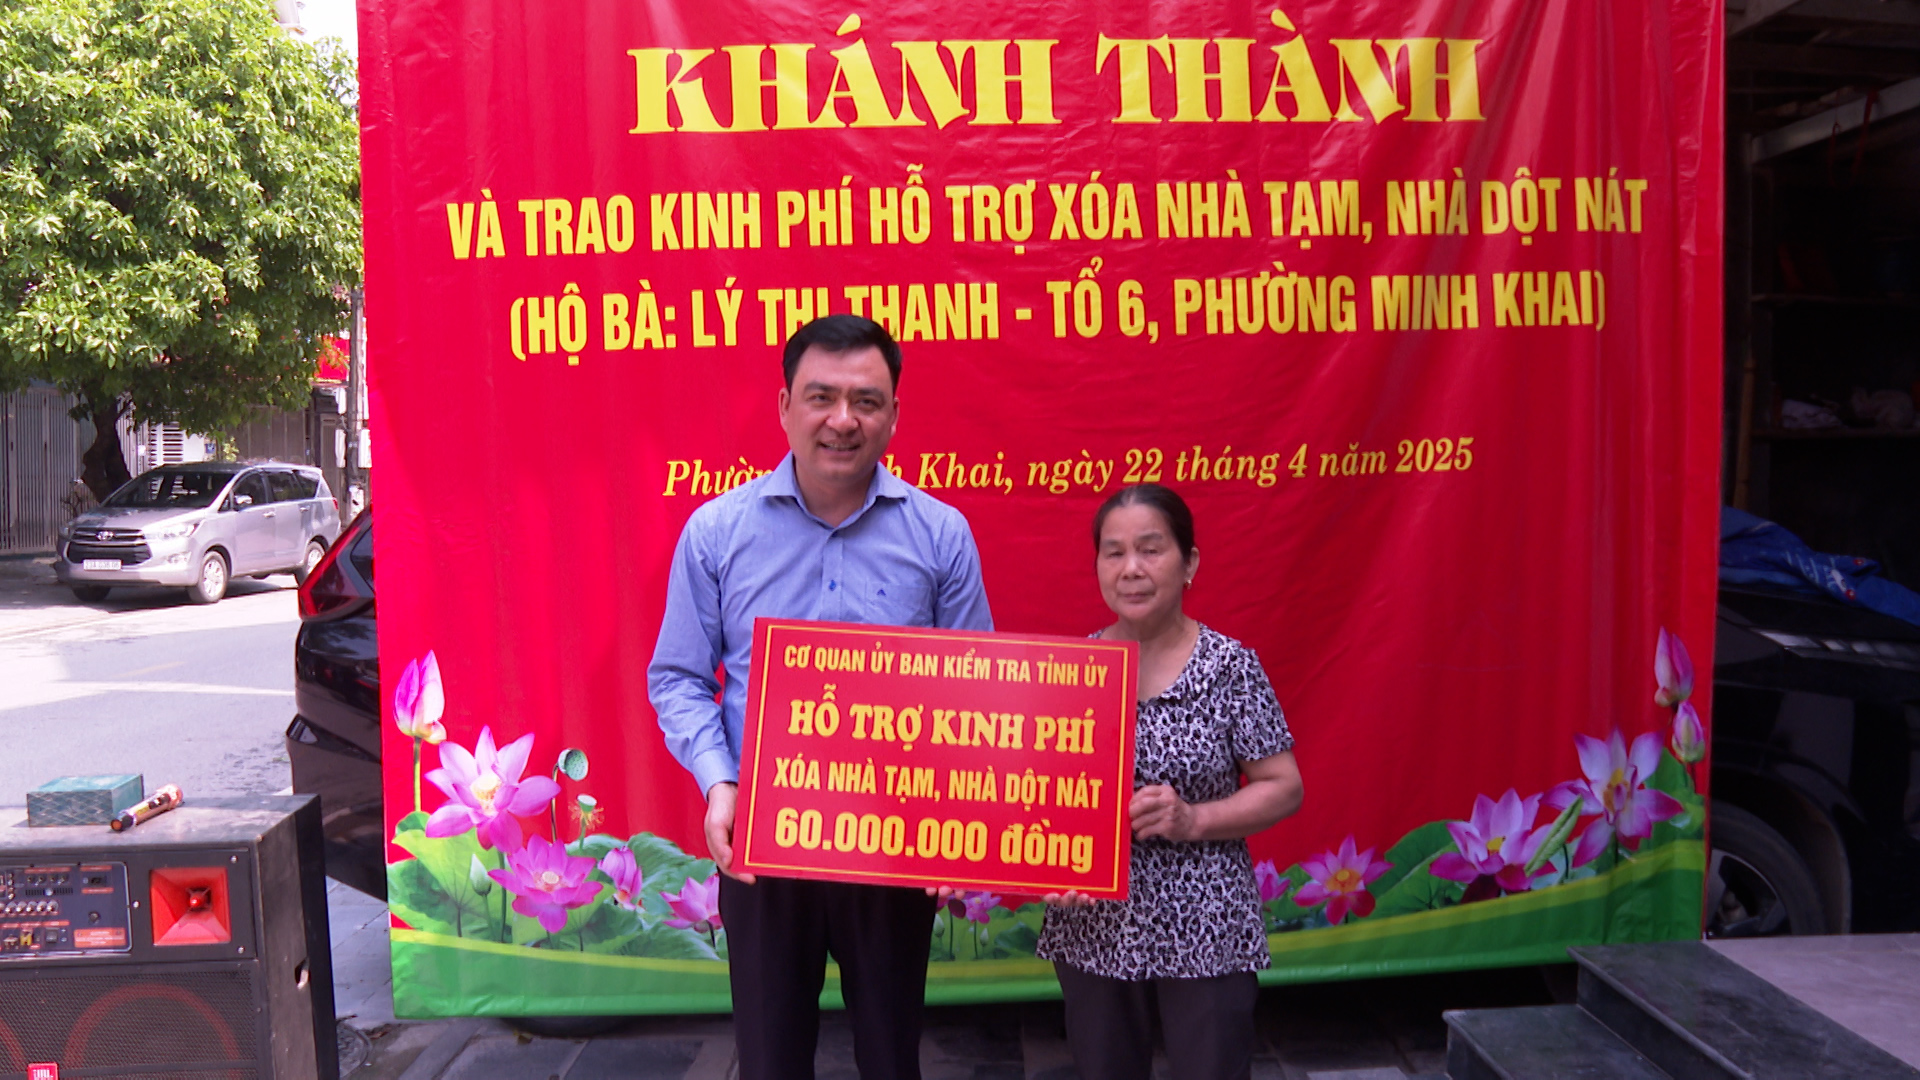 KHÁNH THÀNH
VÀ TRAO KINH PHÍ HỖ TRỢ XÓA NHÀ TẠM, NHÀ DỘT NÁT
(HỘ BÀ: LÝ THỊ THANH - TỔ 6, PHƯỜNG MINH KHAI)
Khai, ngày 22 tháng 4 năm 2025
CƠ QUAN ỦY BAN KIỂM TRA TỈNH ỦY
HỖ TRỢ KINH PHÍ
XÓA NHÀ TẠM, NHÀ DỘT NÁT
60.000.000 đồng